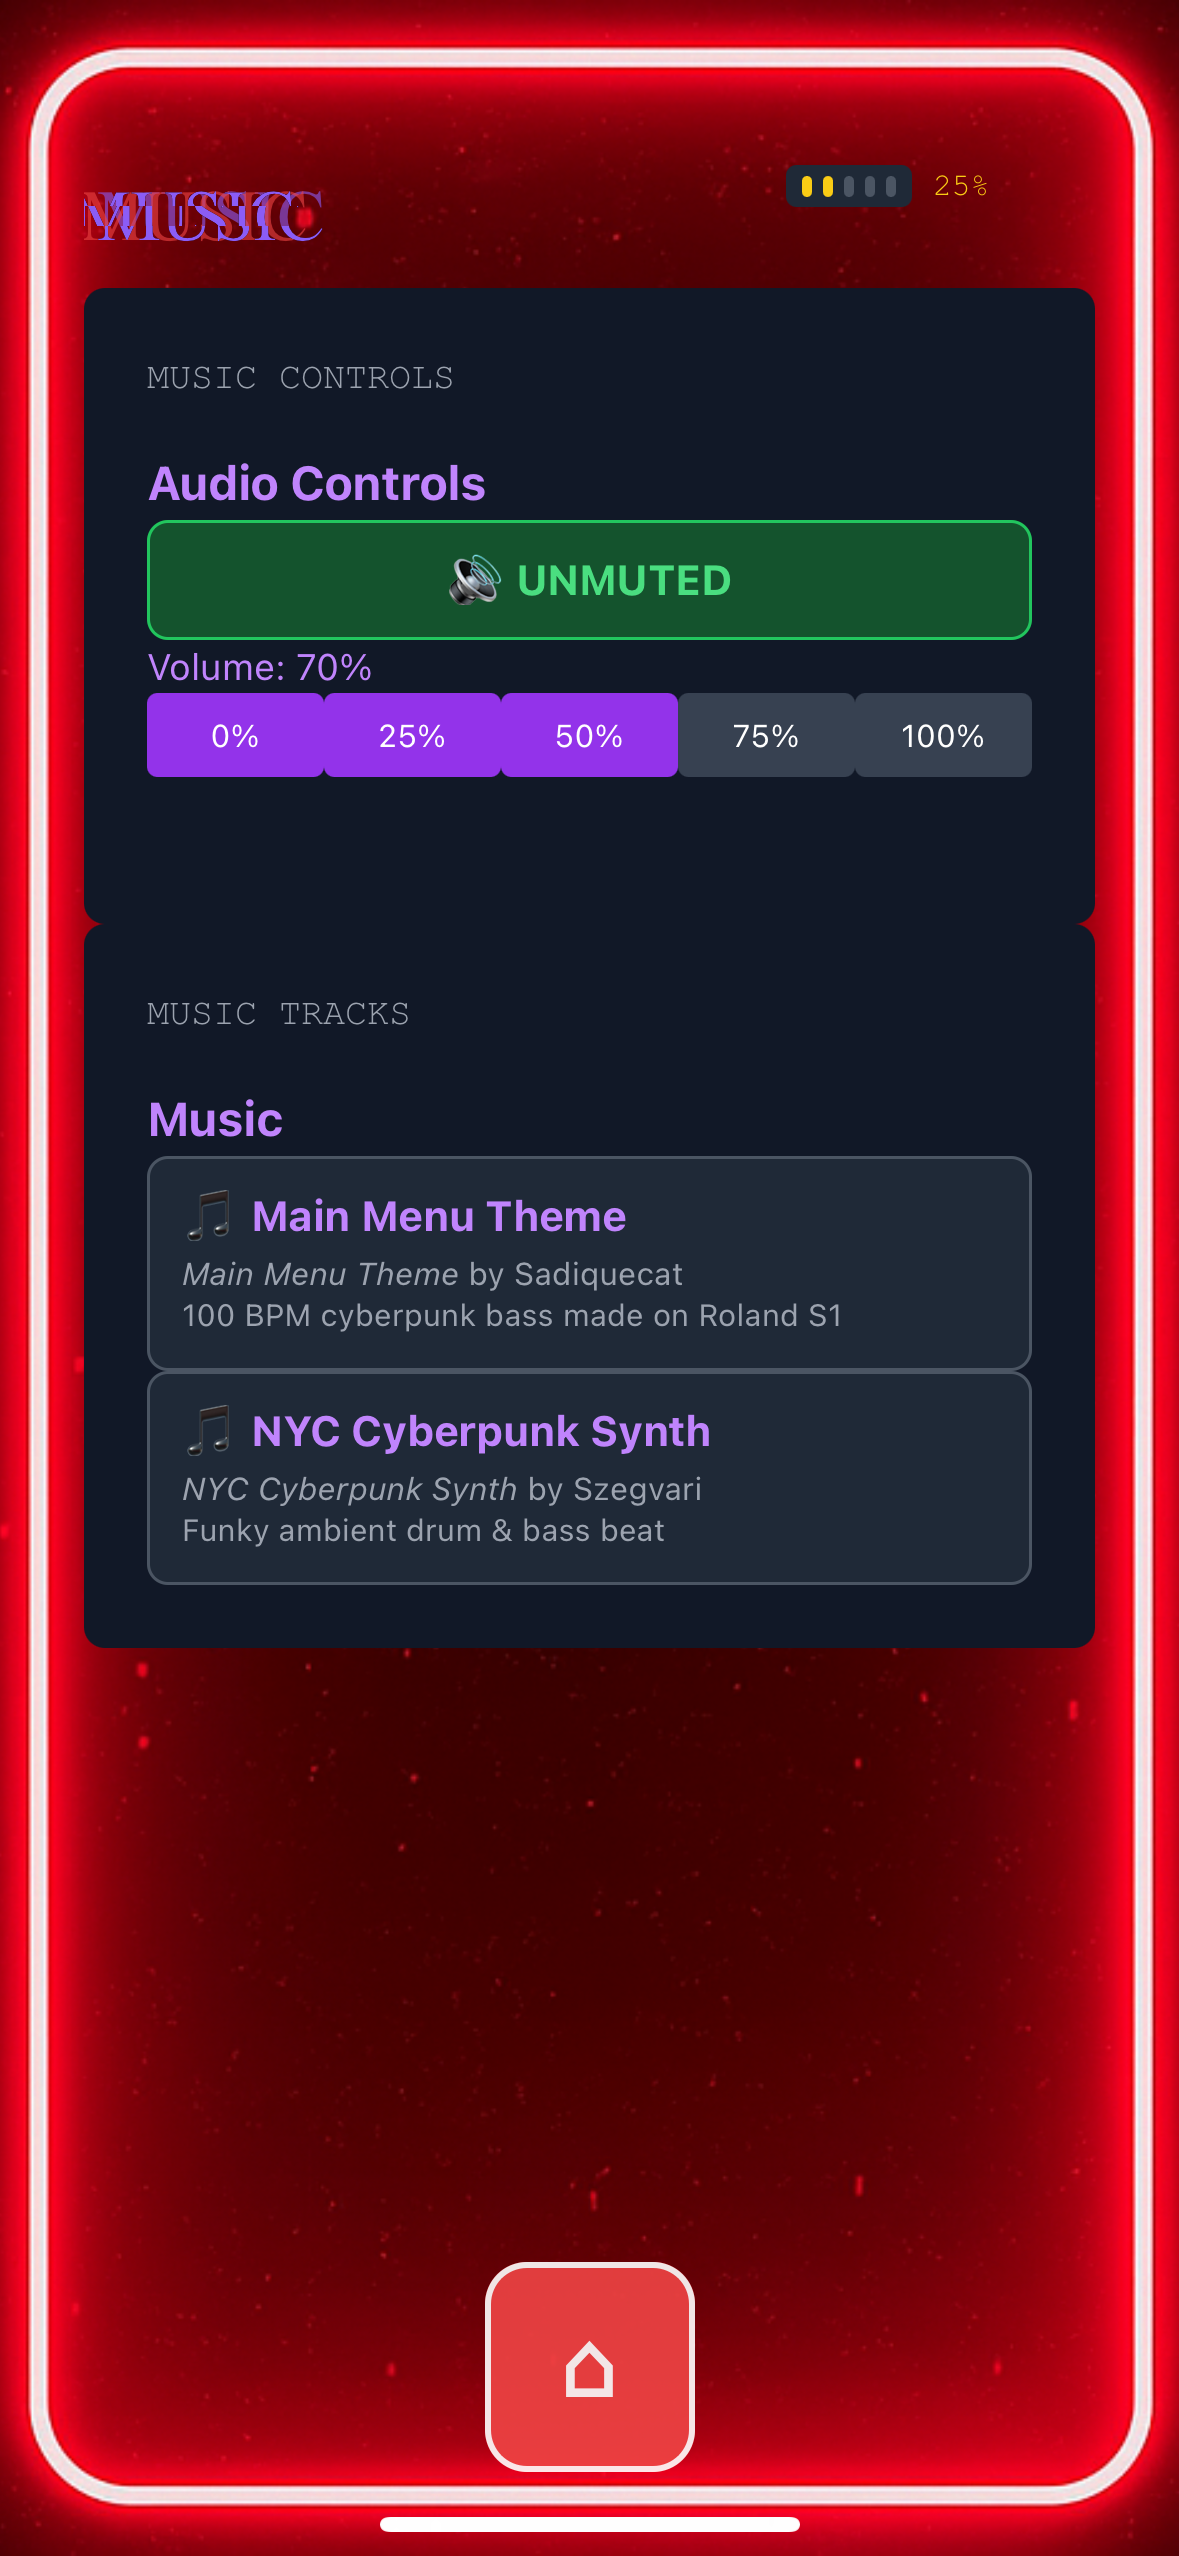 MUSIC
25%
MUSIC CONTROLS
Audio Controls
UNMUTED
Volume: 70%
0% 25% 50% 75% 100%
MUSIC TRACKS
Music
Main Menu Theme
Main Menu Theme by Sadiquecat
100 BPM cyberpunk bass made on Roland S1
NYC Cyberpunk Synth
NYC Cyberpunk Synth by Szegvari
Funky ambient drum & bass beat